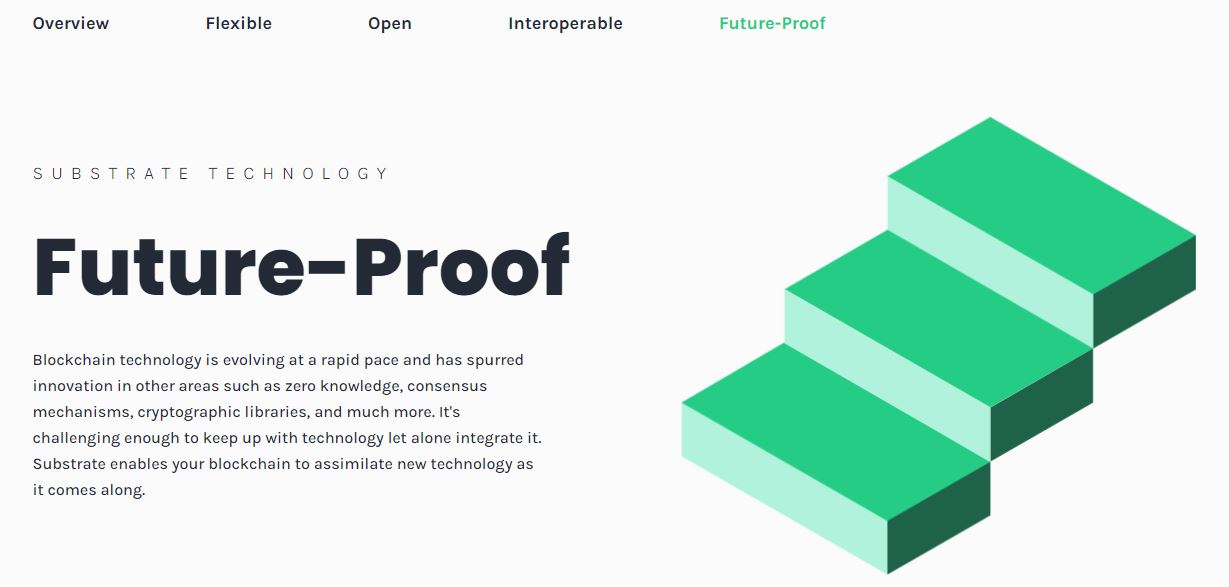 Overview Flexible Open Interoperable Future-Proof
SUBSTRATE TECHNOLOGY
Future-Proof
Blockchain technology is evolving at a rapid pace and has spurred
innovation in other areas such as zero knowledge, consensus
mechanisms, cryptographic libraries, and much more. It's
challenging enough to keep up with technology let alone integrate it.
Substrate enables your blockchain to assimilate new technology as
it comes along.